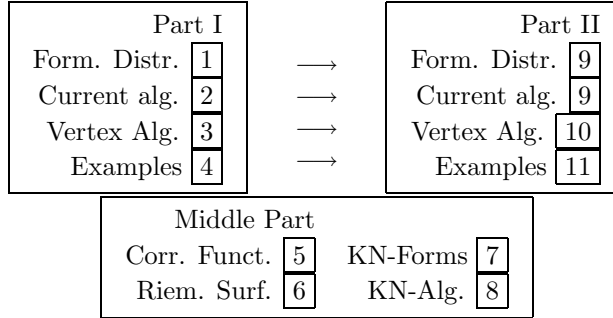 Part I
Form. Distr. 1
Current alg. 2
Vertex Alg. 3
Examples 4
Part II
Form. Distr. 9
Current alg. 9
Vertex Alg. 10
Examples 11
Middle Part
Corr. Funct. 5 KN-Forms 7
Riem. Surf. 6 KN-Alg. 8